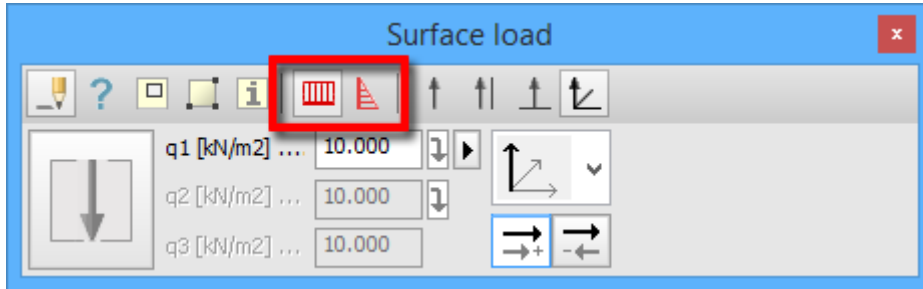 Surface load
q1 [kN/m2] ... 10.000
q2 [kN/m2] ... 10.000
q3 [kN/m2] ... 10.000